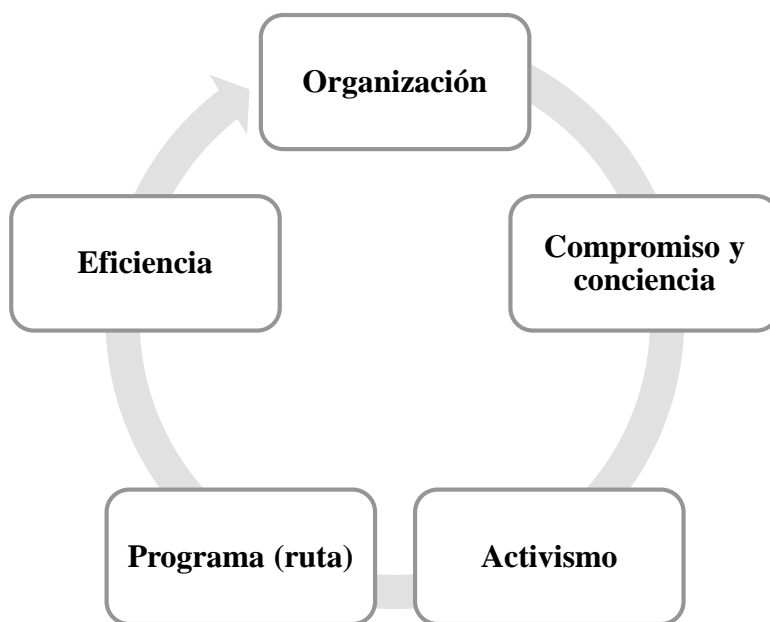 Organización
Compromiso y
conciencia
Activismo
Programa (ruta)
Eficiencia